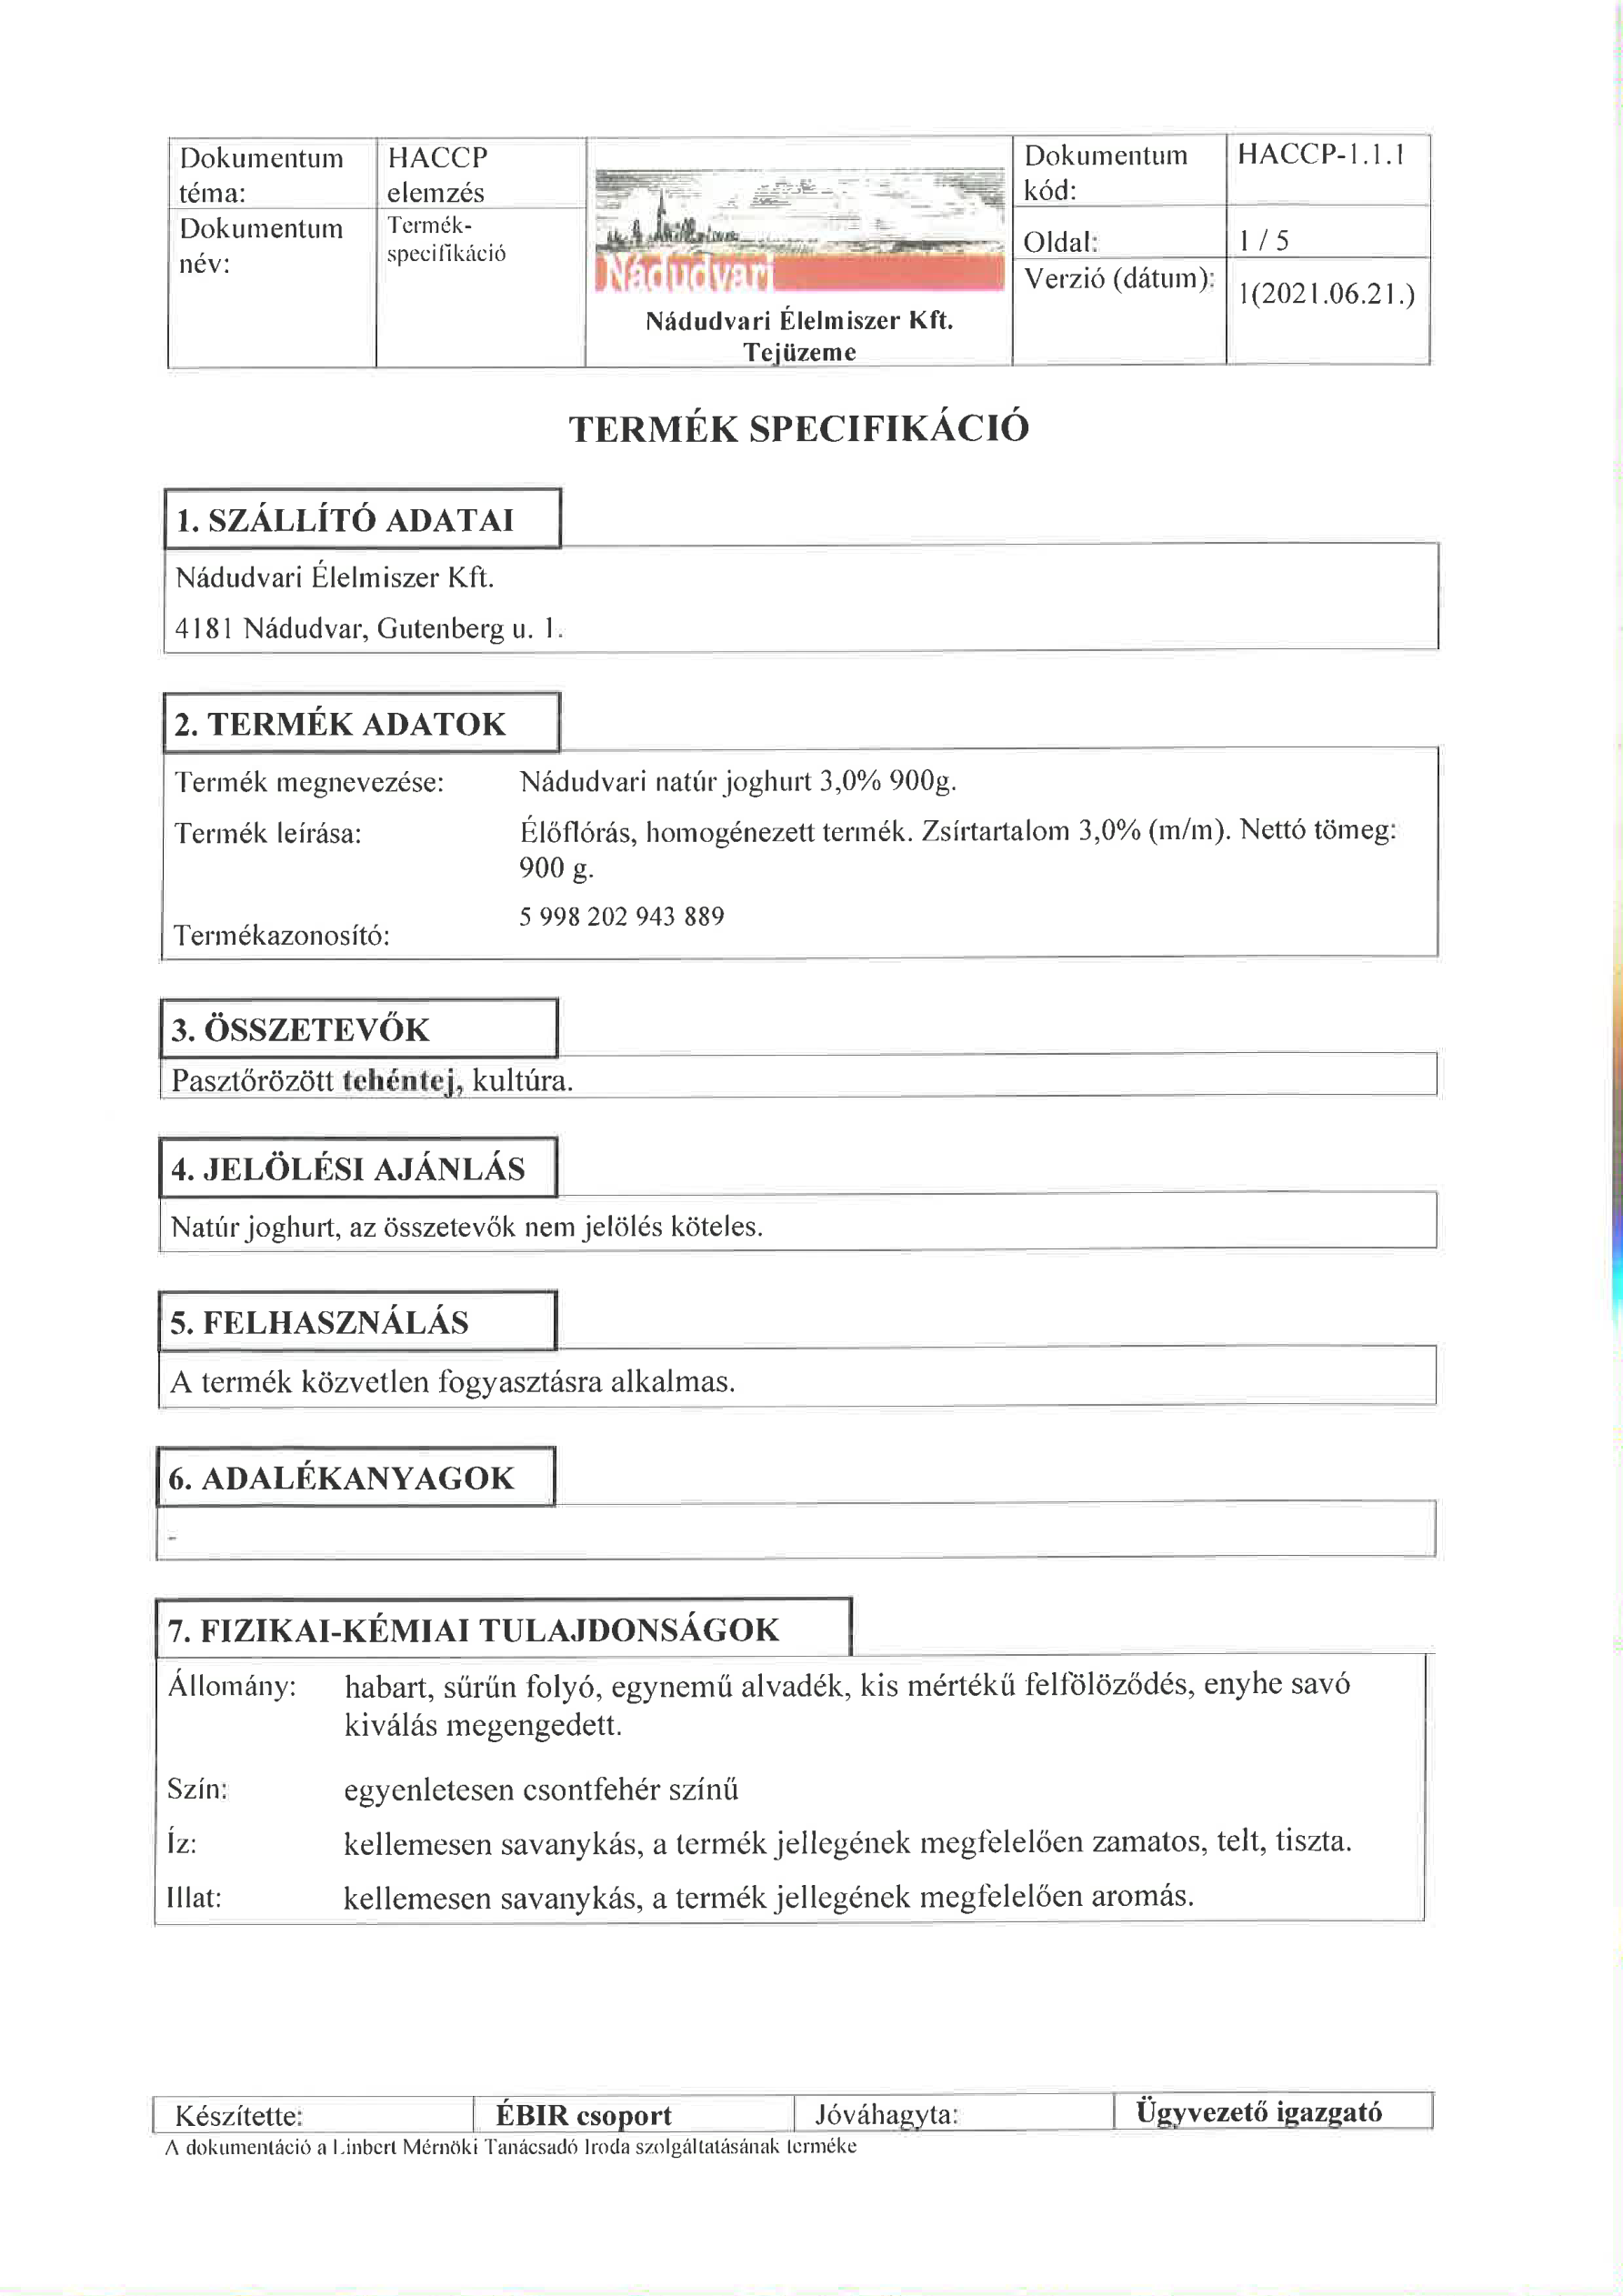 Dokumentum téma:
HACCP elemzés
Dokumentum név:
Termék-
specifikáció
Nádudvari
Nádudvari Élelmiszer Kft.
Tejüzeme
Dokumentum kód:
HACCP-1.1.1
Oldal:
1 / 5
Verzió (dátum):
1(2021.06.21.)
TERMÉK SPECIFIKÁCIÓ
1. SZÁLLÍTÓ ADATAI
Nádudvari Élelmiszer Kft.
4181 Nádudvar, Gutenberg u. 1.
2. TERMÉK ADATOK
Termék megnevezése: Nádudvari natúr joghurt 3,0% 900g.
Termék leírása: Élőflórás, homogénezett termék. Zsírtartalom 3,0% (m/m). Nettó tömeg:
900 g.
Termékazonosító: 5 998 202 943 889
3. ÖSSZETEVŐK
Pasztőrözött tehéntej, kultúra.
4. JELÖLÉSI AJÁNLÁS
Natúr joghurt, az összetevők nem jelölés köteles.
5. FELHASZNÁLÁS
A termék közvetlen fogyasztásra alkalmas.
6. ADALÉKANYAGOK
-
7. FIZIKAI-KÉMIAI TULAJDONSÁGOK
Állomány: habart, sűrűn folyó, egynemű alvadék, kis mértékű felfölöződés, enyhe savó
kiválás megengedett.
Szín: egyenletesen csontfehér színű
Íz: kellemesen savanykás, a termék jellegének megfelelően zamatos, telt, tiszta.
Illat: kellemesen savanykás, a termék jellegének megfelelően aromás.
Készítette: ÉBIR csoport Jóváhagyta: Ügyvezető igazgató
A dokumentáció a Linbert Mérnöki Tanácsadó Iroda szolgáltatásának terméke